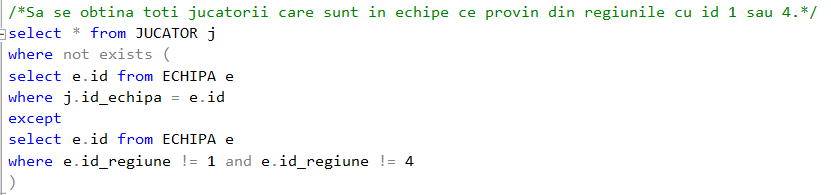 /*Sa se obtina toti jucatorii care sunt in echipe ce provin din regiunile cu id 1 sau 4.*/
select * from JUCATOR j
where not exists (
select e.id from ECHIPA e
where j.id_echipa = e.id
except
select e.id from ECHIPA e
where e.id_regiune != 1 and e.id_regiune != 4
)